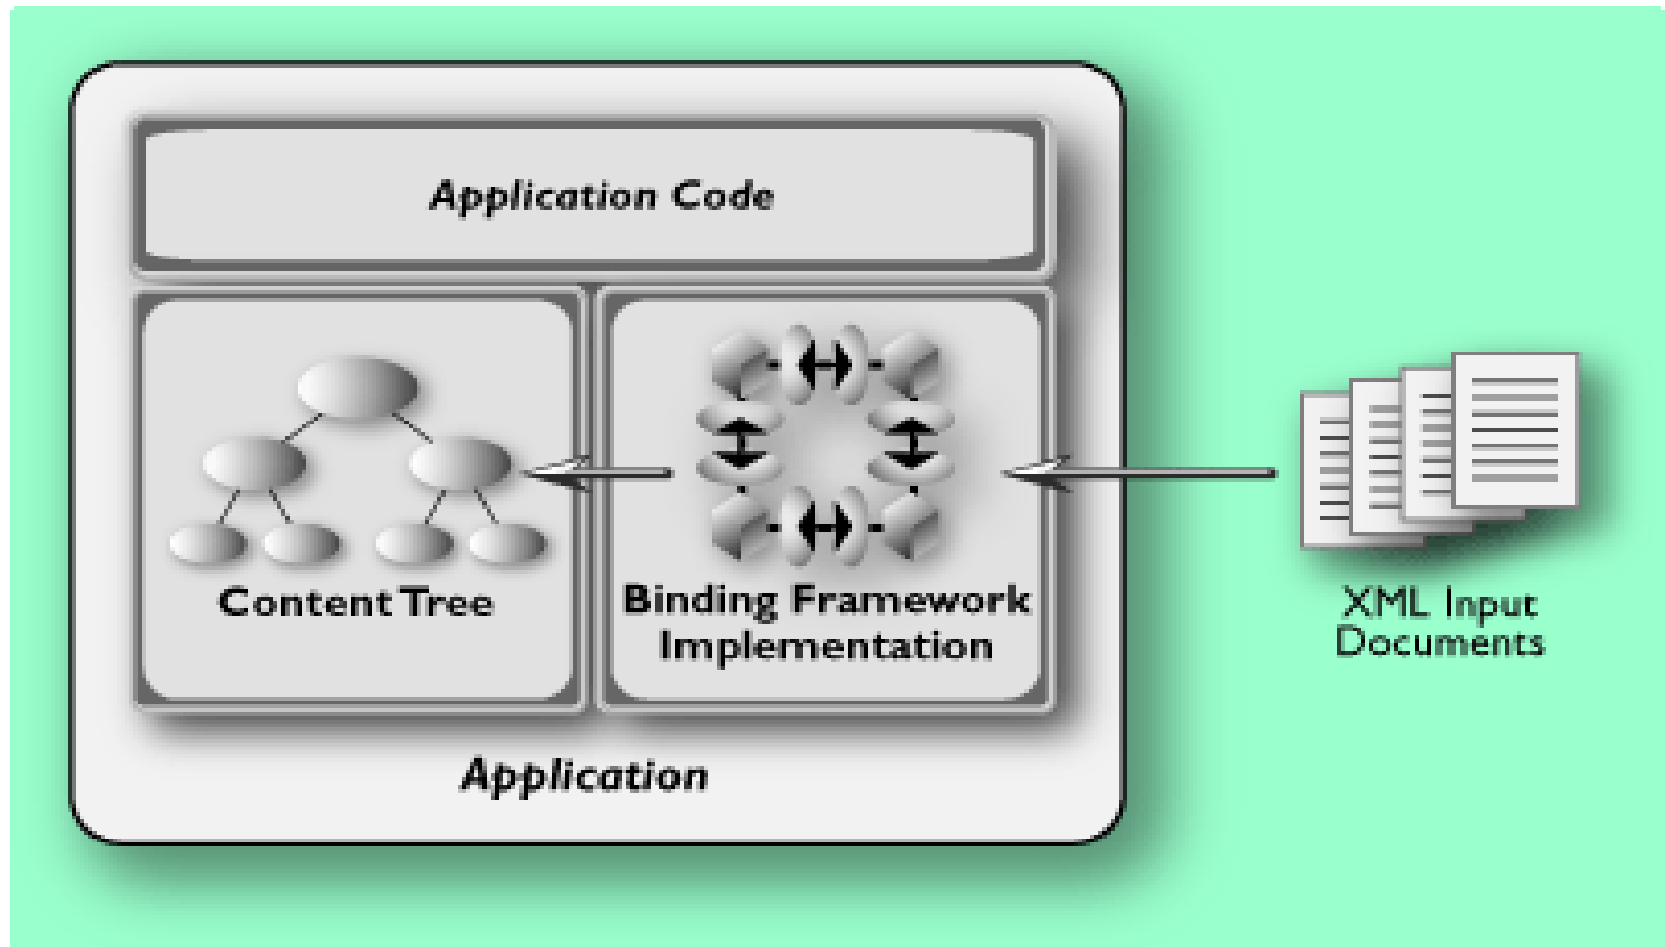 Application Code
Content Tree
Binding Framework
Implementation
XML Input
Documents
Application